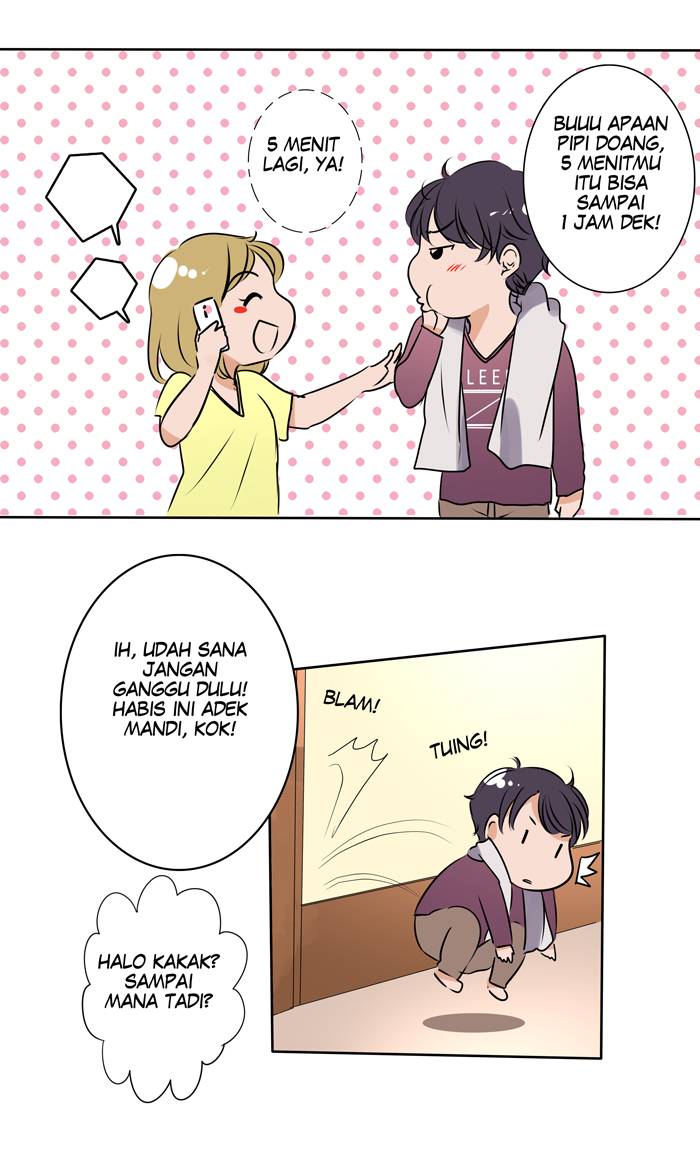 5 MENIT
LAGI, YA!
BUUU APAAN
PIPI DOANG,
5 MENITMU
ITU BISA
SAMPAI
1 JAM DEK!
LEE
IH, UDAH SANA
JANGAN
GANGGU DULU!
HABIS INI ADEK
MANDI, KOK!
BLAM!
TUING!
HALO KAKAK?
SAMPAI
MANA TADI?